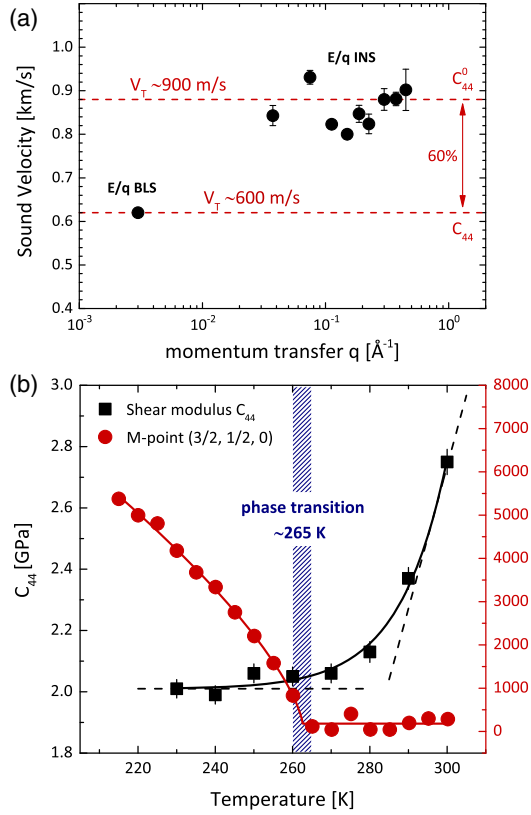 (a)
1.0
0.9
0.8
0.7
0.6
0.5
0.4
Sound Velocity [km/s]
E/q INS
V_T ~900 m/s
C⁰₄₄
60%
E/q BLS
V_T ~600 m/s
C₄₄
10⁻³ 10⁻² 10⁻¹ 10⁰
momentum transfer q [Å⁻¹]
(b)
3.0
2.8
2.6
2.4
2.2
2.0
1.8
C₄₄ [GPa]
Shear modulus C₄₄
M-point (3/2, 1/2, 0)
phase transition
~265 K
8000
7000
6000
5000
4000
3000
2000
1000
0
220 240 260 280 300
Temperature [K]